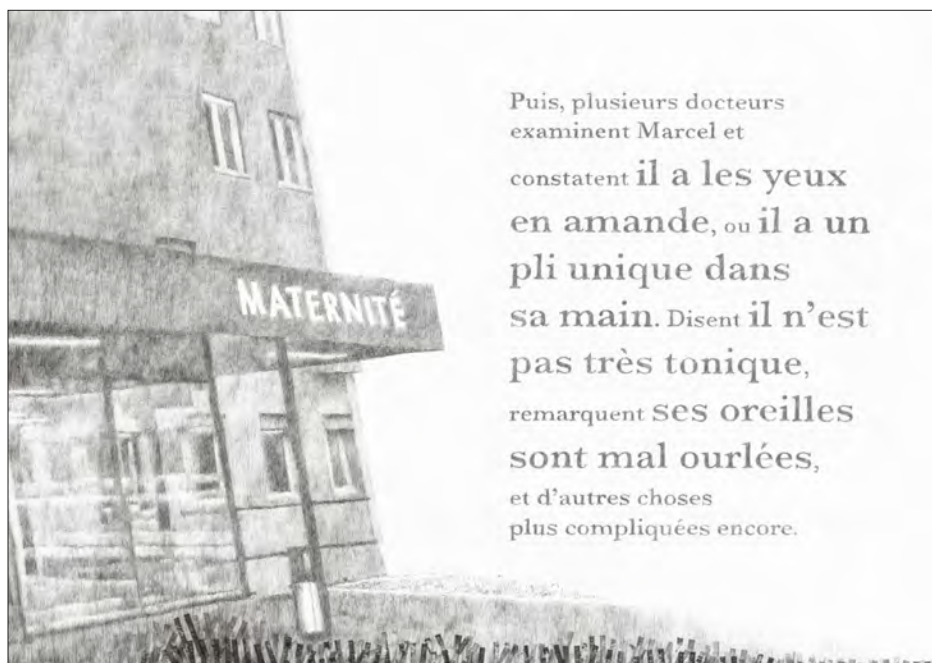 MATERNITÉ
Puis, plusieurs docteurs
examinent Marcel et
constatent il a les yeux
en amande, ou il a un
pli unique dans
sa main. Disent il n’est
pas très tonique,
remarquent ses oreilles
sont mal ourlées,
et d’autres choses
plus compliquées encore.